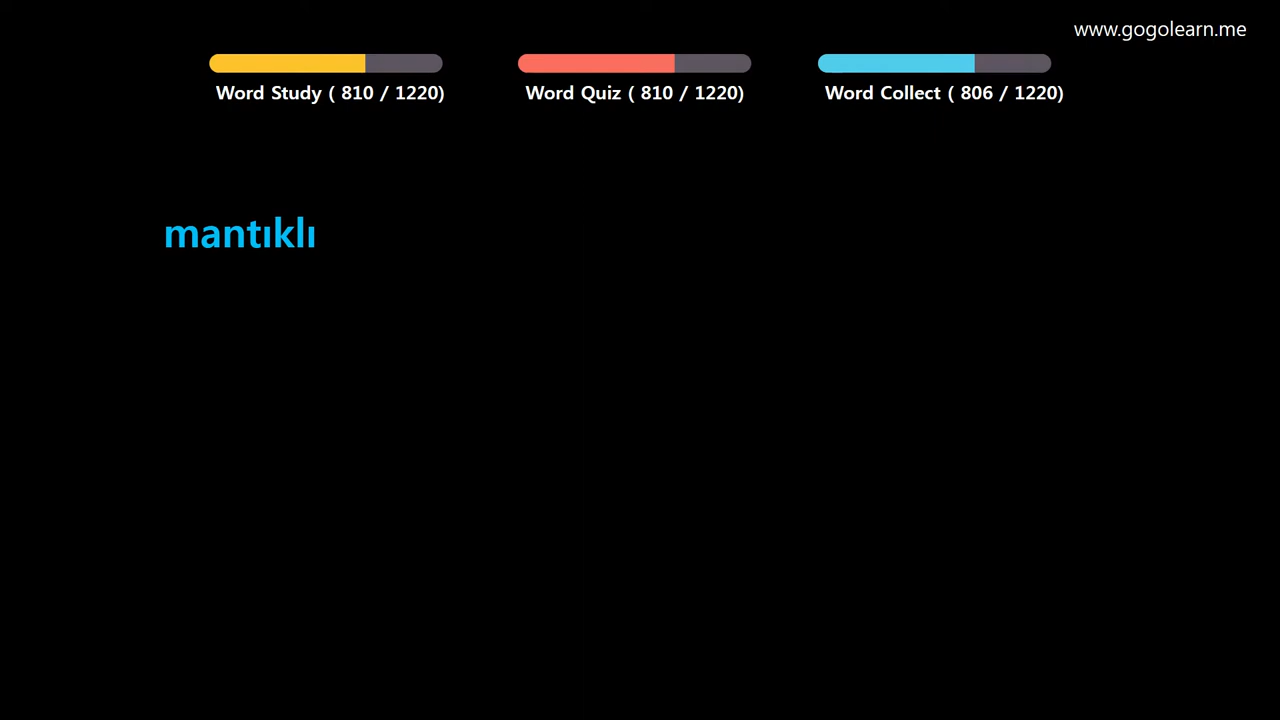 www.gogolearn.me
Word Study ( 810 / 1220)
Word Quiz ( 810 / 1220)
Word Collect ( 806 / 1220)
mantıklı